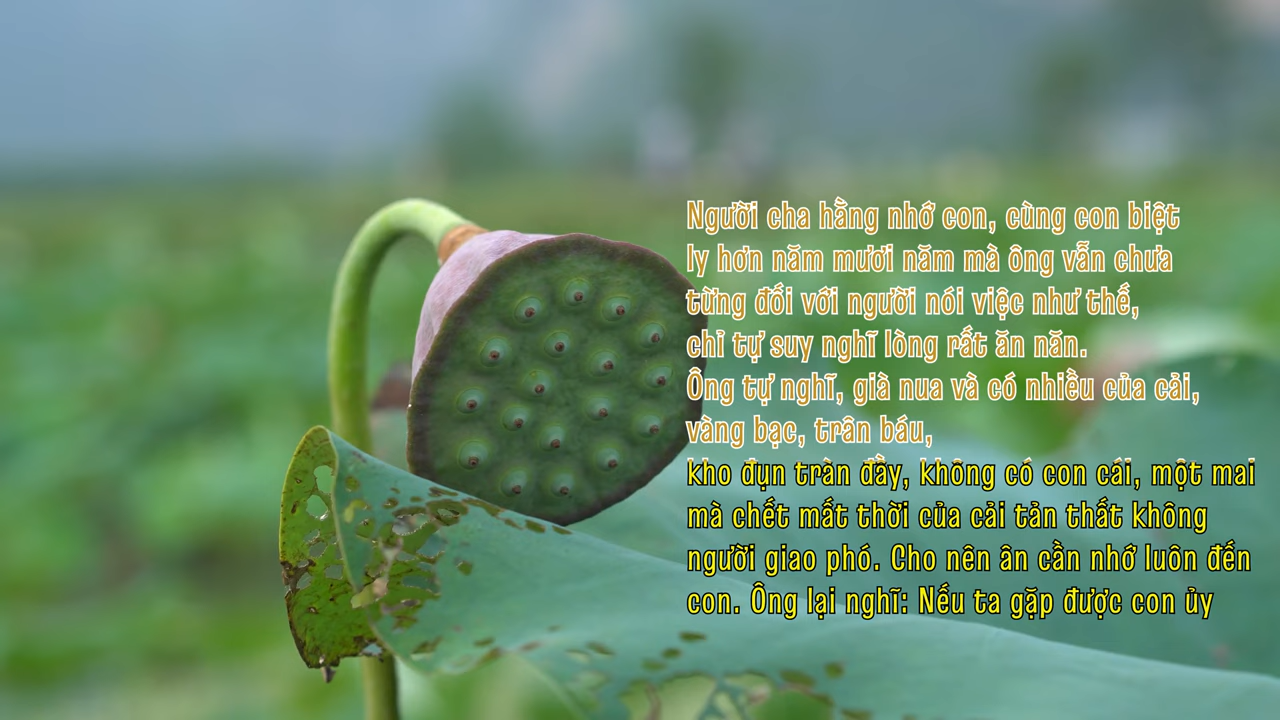 Người cha hằng nhớ con, cùng con biệt
ly hơn năm mươi năm mà ông vẫn chưa
từng đối với người nói việc như thế,
chỉ tự suy nghĩ lòng rất ăn năn.
Ông tự nghĩ, già nua và có nhiều của cải,
vàng bạc, trân báu,
kho đụn tràn đầy, không có con cái, một mai
mà chết mất thời của cải tản thất không
người giao phó. Cho nên ân cần nhớ luôn đến
con. Ông lại nghĩ: Nếu ta gặp được con ủy